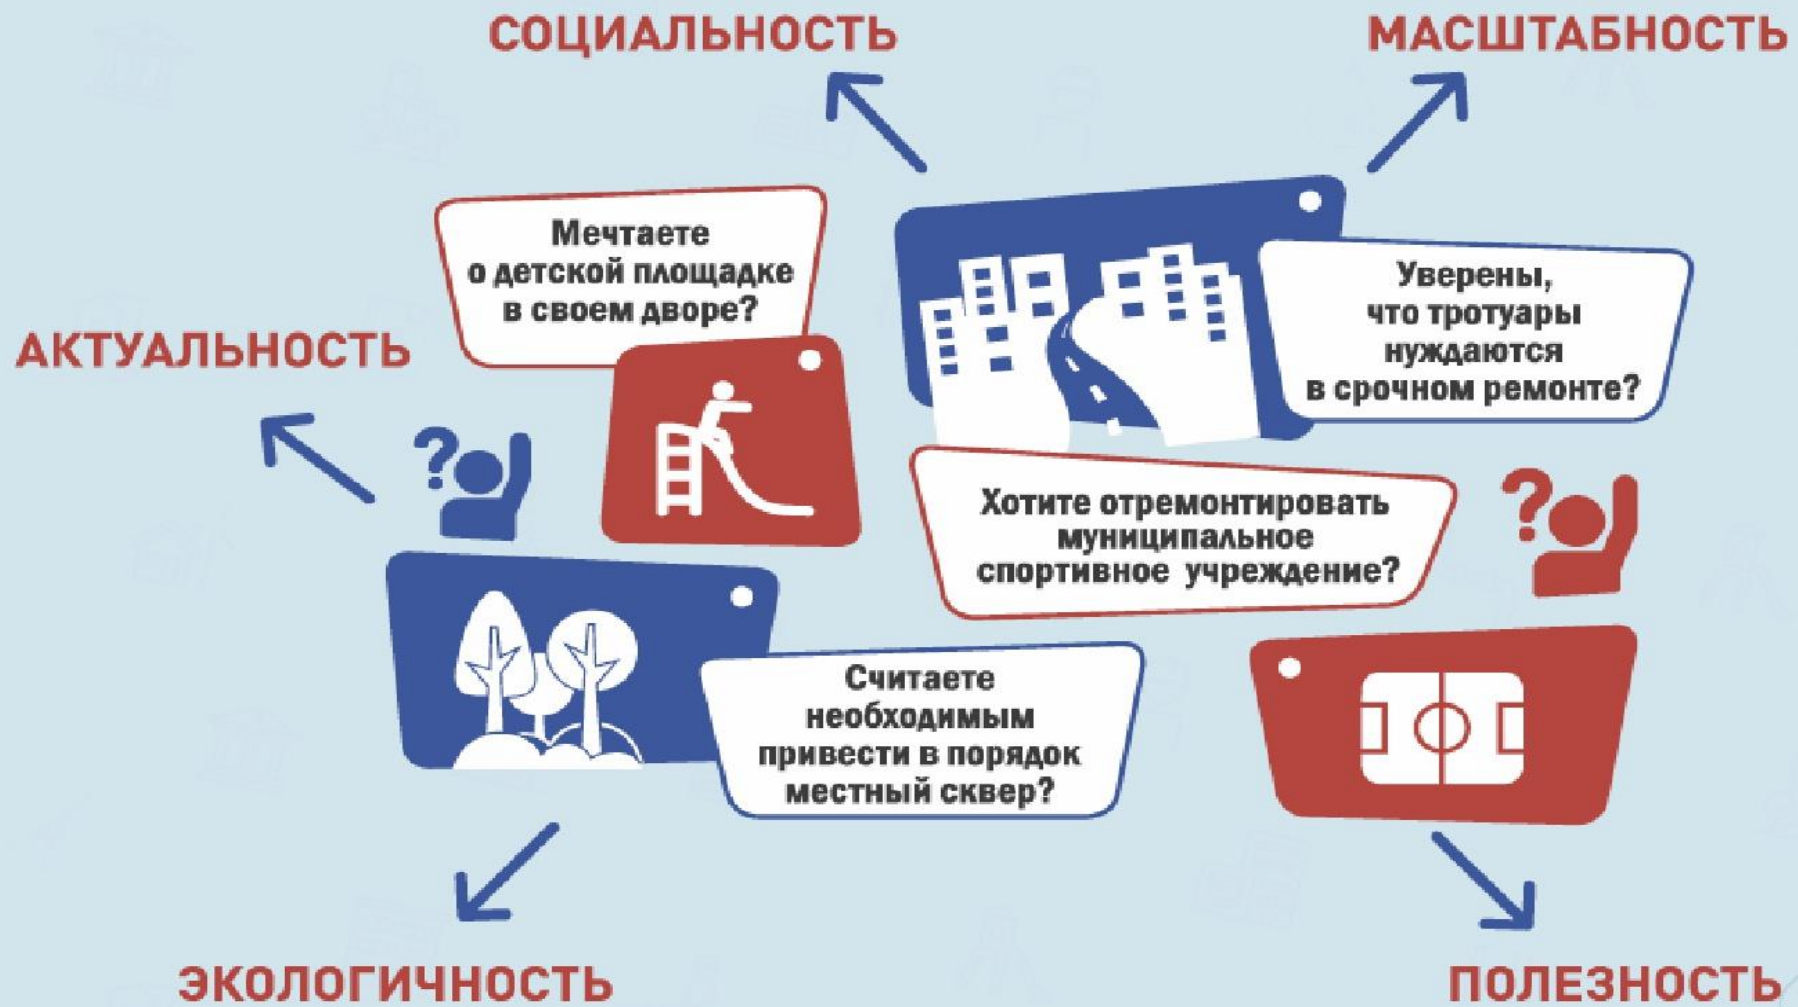 СОЦИАЛЬНОСТЬ
МАСШТАБНОСТЬ
Мечтаете
о детской площадке
в своем дворе?
Уверены,
что тротуары
нуждаются
в срочном ремонте?
АКТУАЛЬНОСТЬ
?
Хотите отремонтировать
муниципальное
спортивное учреждение?
?
Считаете
необходимым
привести в порядок
местный сквер?
ЭКОЛОГИЧНОСТЬ
ПОЛЕЗНОСТЬ